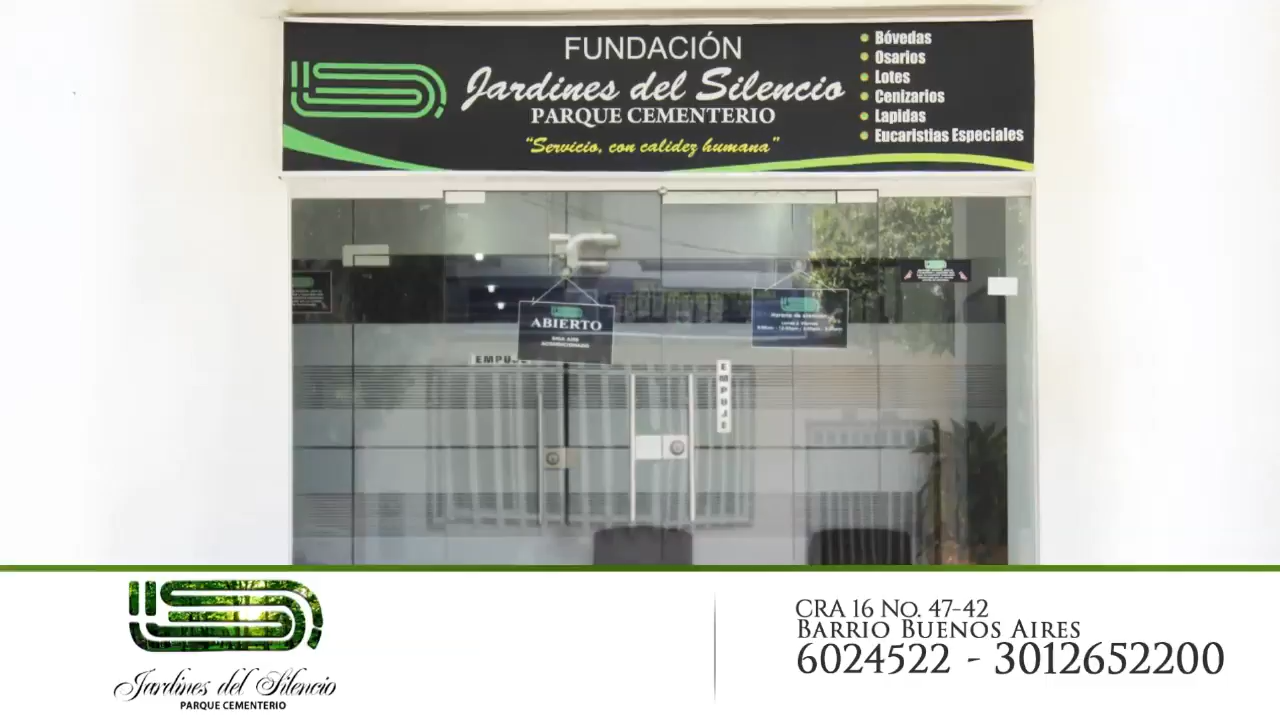 FUNDACIÓN
Jardines del Silencio
PARQUE CEMENTERIO
"Servicio, con calidez humana"
Bóvedas
Osarios
Lotes
Cenizarios
Lapidas
Eucaristias Especiales
ABIERTO
EMPUJE
EMPUJE
CRA 16 No. 47-42
BARRIO BUENOS AIRES
6024522 - 3012652200
Jardines del Silencio
PARQUE CEMENTERIO